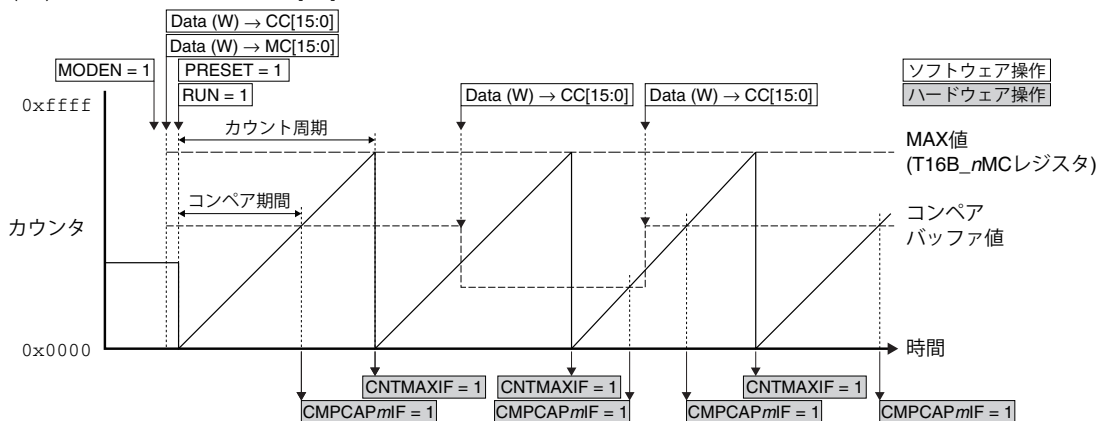 Data (W) → CC[15:0]
Data (W) → MC[15:0]
MODEN = 1
PRESET = 1
RUN = 1
Data (W) → CC[15:0]
Data (W) → CC[15:0]
ソフトウェア操作
ハードウェア操作
0xffff
カウント周期
MAX値
(T16B_nMCレジスタ)
コンペア期間
カウンタ
コンペア
バッファ値
0x0000
時間
CNTMAXIF = 1
CNTMAXIF = 1
CNTMAXIF = 1
CMPCAPmIF = 1
CMPCAPmIF = 1
CMPCAPmIF = 1
CMPCAPmIF = 1